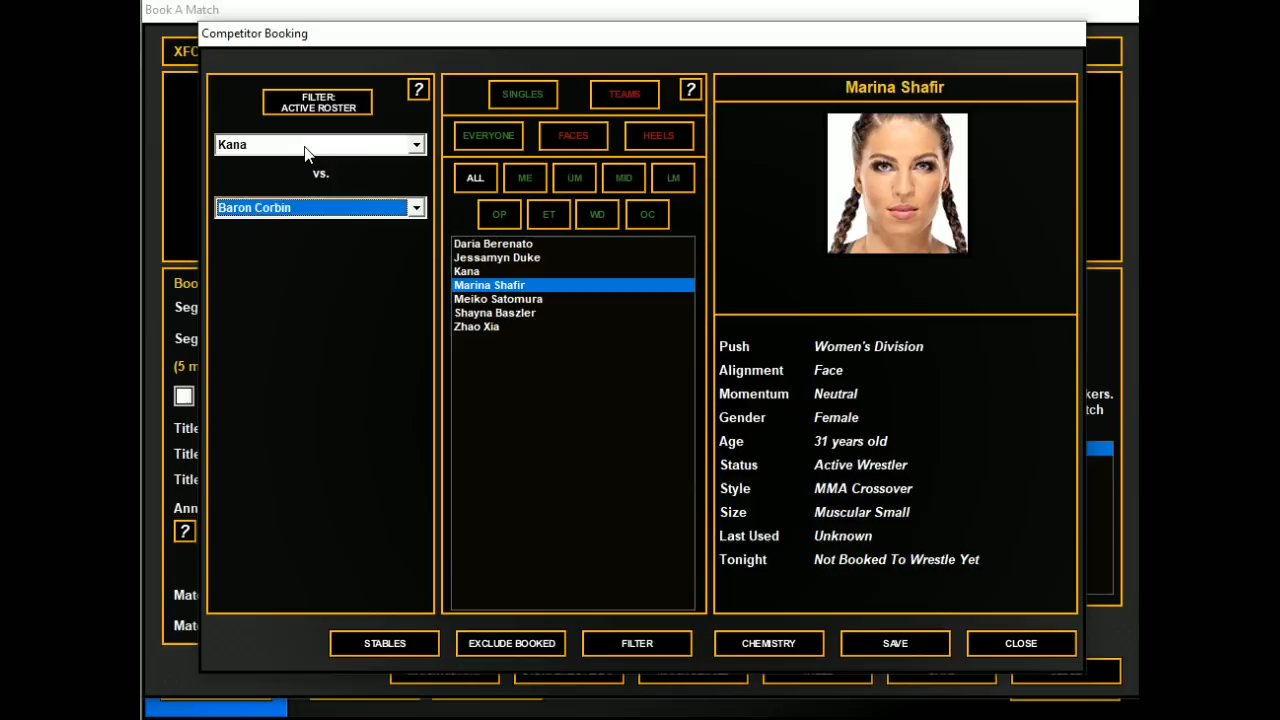 Book A Match
Competitor Booking
XFC
FILTER:
ACTIVE ROSTER
?
Kana
vs.
Baron Corbin
SINGLES
TEAMS
?
EVERYONE
FACES
HEELS
ALL
ME
UM
MID
LM
OP
ET
WD
OC
Daria Berenato
Jessamyn Duke
Kana
Marina Shafir
Meiko Satomura
Shayna Baszler
Zhao Xia
Marina Shafir
Push Women's Division
Alignment Face
Momentum Neutral
Gender Female
Age 31 years old
Status Active Wrestler
Style MMA Crossover
Size Muscular Small
Last Used Unknown
Tonight Not Booked To Wrestle Yet
Boo
Seg
Seg
(5 m
Title
Title
Title
Ann
?
Mat
Mat
kers.
tch
STABLES
EXCLUDE BOOKED
FILTER
CHEMISTRY
SAVE
CLOSE